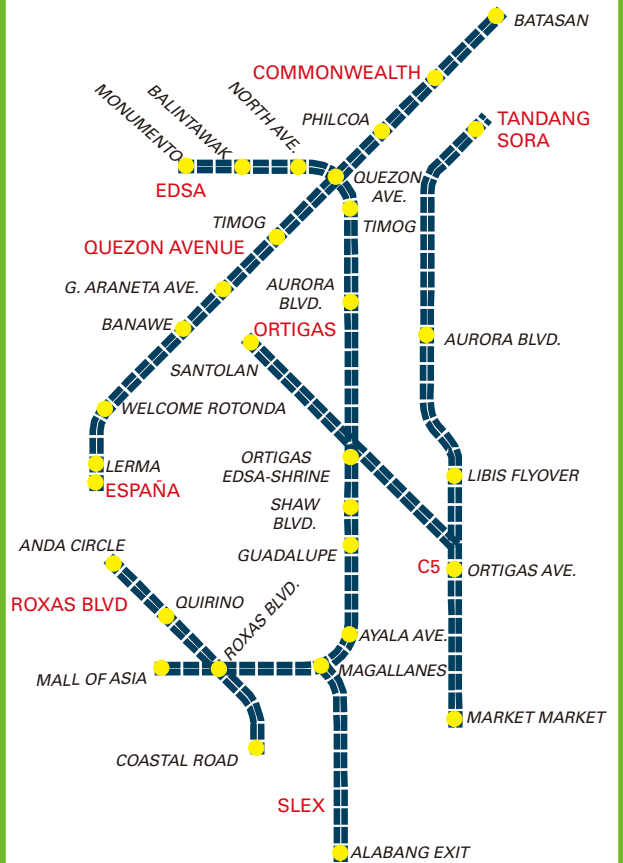 BATASAN
COMMONWEALTH
MONUMENTO
BALINTAWAK
NORTH AVE.
PHILCOA
TANDANG
SORA
EDSA
QUEZON
AVE.
TIMOG
TIMOG
QUEZON AVENUE
G. ARANETA AVE.
AURORA
BLVD.
BANAWE
ORTIGAS
AURORA BLVD.
SANTOLAN
WELCOME ROTONDA
LERMA
ESPAÑA
ORTIGAS
EDSA-SHRINE
LIBIS FLYOVER
SHAW
BLVD.
ANDA CIRCLE
GUADALUPE
C5
ORTIGAS AVE.
ROXAS BLVD
QUIRINO
ROXAS BLVD.
AYALA AVE.
MALL OF ASIA
MAGALLANES
MARKET MARKET
COASTAL ROAD
SLEX
ALABANG EXIT